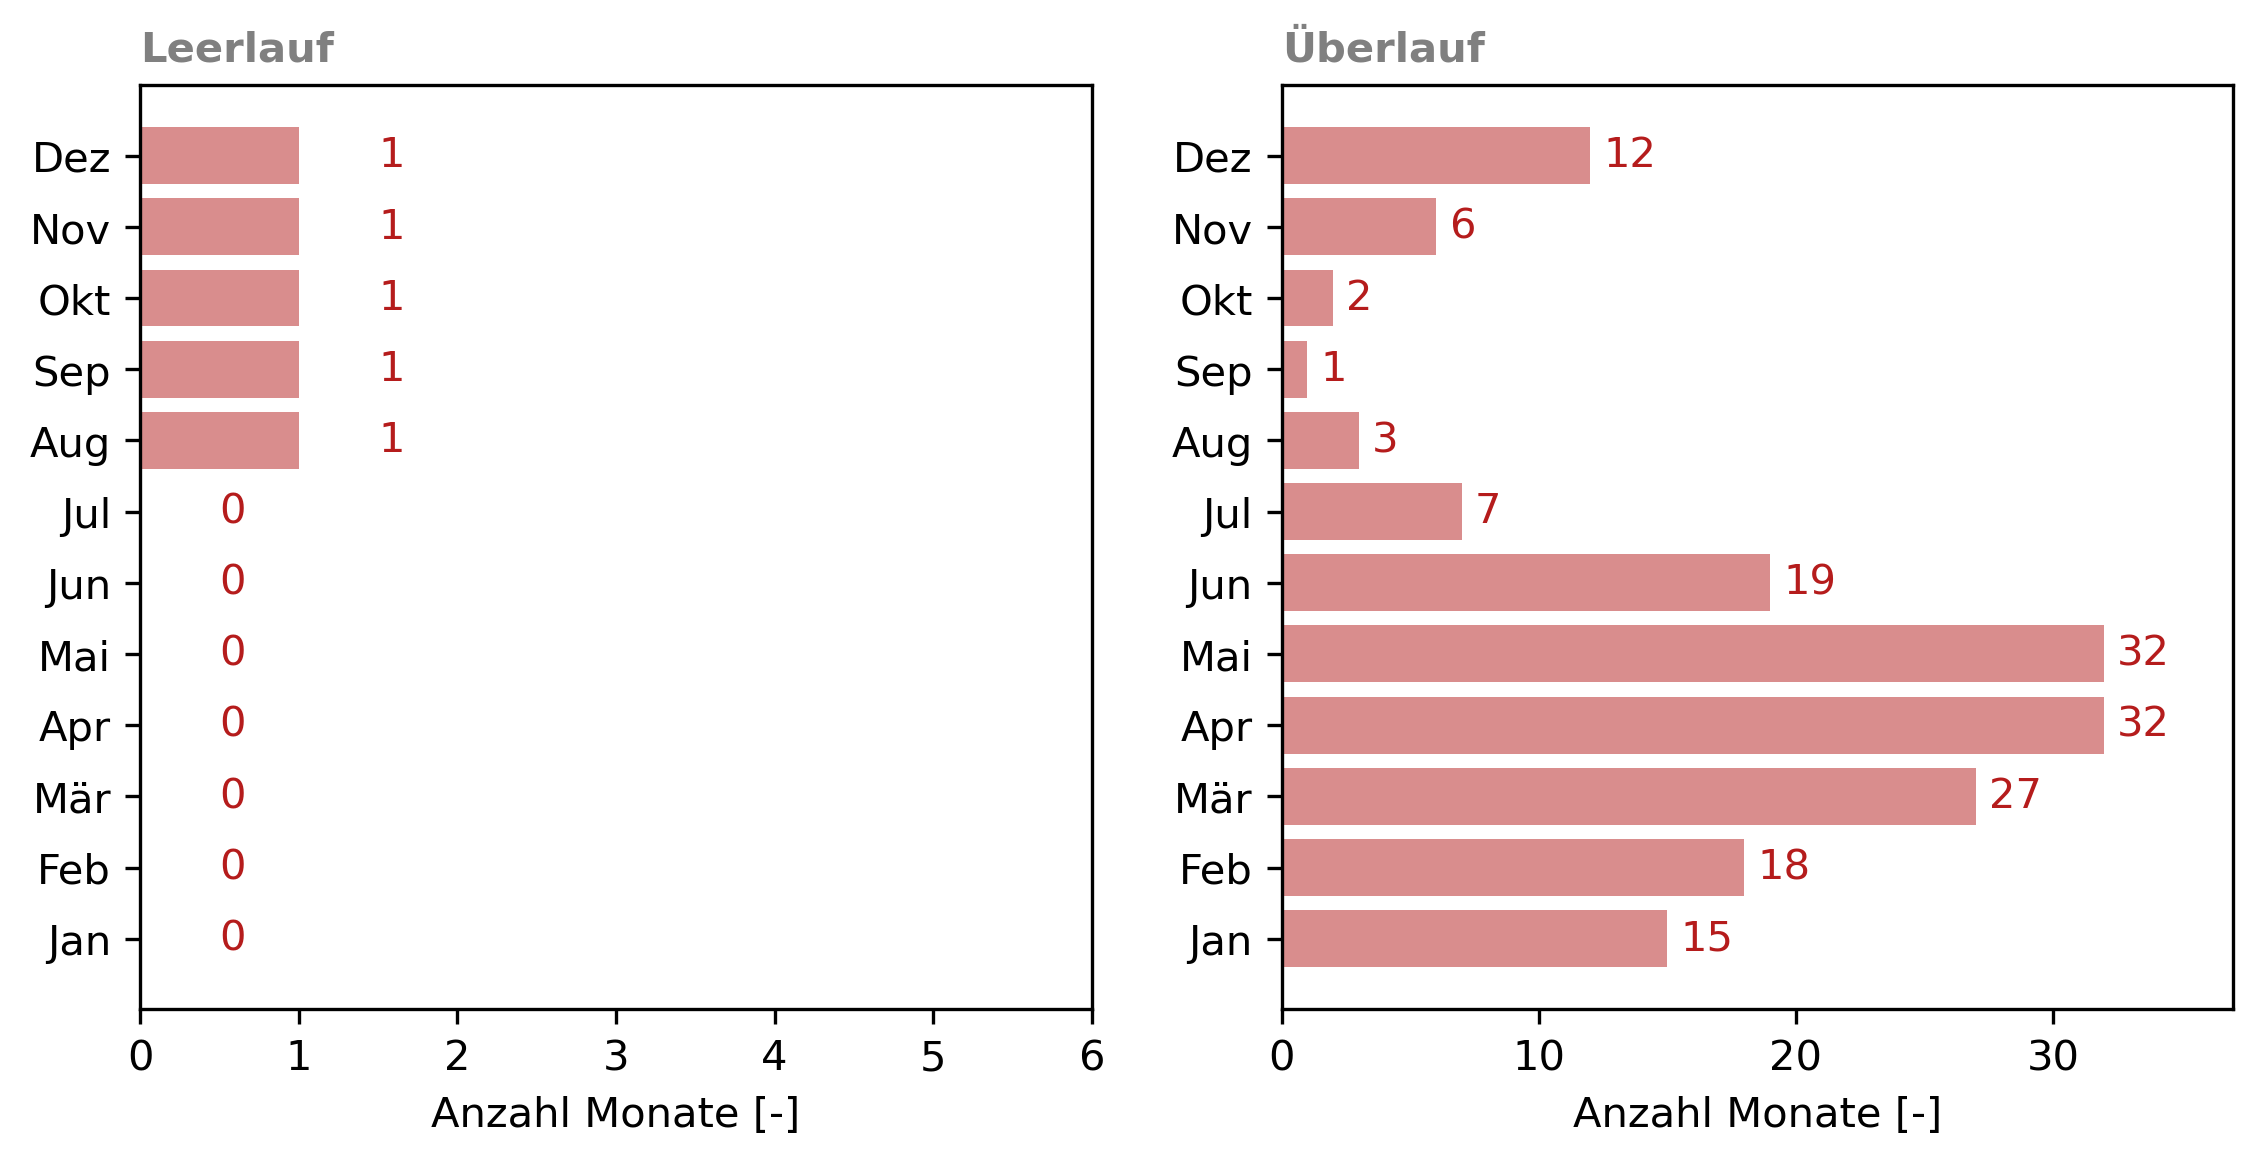 Leerlauf
Dez 1
Nov 1
Okt 1
Sep 1
Aug 1
Jul 0
Jun 0
Mai 0
Apr 0
Mär 0
Feb 0
Jan 0
0 1 2 3 4 5 6
Anzahl Monate [-]
Überlauf
Dez 12
Nov 6
Okt 2
Sep 1
Aug 3
Jul 7
Jun 19
Mai 32
Apr 32
Mär 27
Feb 18
Jan 15
0 10 20 30
Anzahl Monate [-]